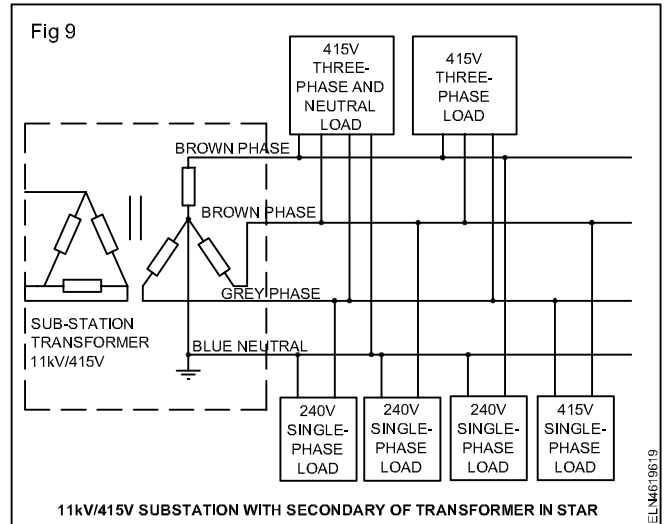 Fig 9
415V
THREE-
PHASE AND
NEUTRAL
LOAD
415V
THREE-
PHASE
LOAD
BROWN PHASE
BROWN PHASE
GREY PHASE
BLUE NEUTRAL
SUB-STATION
TRANSFORMER
11kV/415V
240V
SINGLE-
PHASE
LOAD
240V
SINGLE-
PHASE
LOAD
240V
SINGLE-
PHASE
LOAD
415V
SINGLE-
PHASE
LOAD
11kV/415V SUBSTATION WITH SECONDARY OF TRANSFORMER IN STAR
ELN4619619